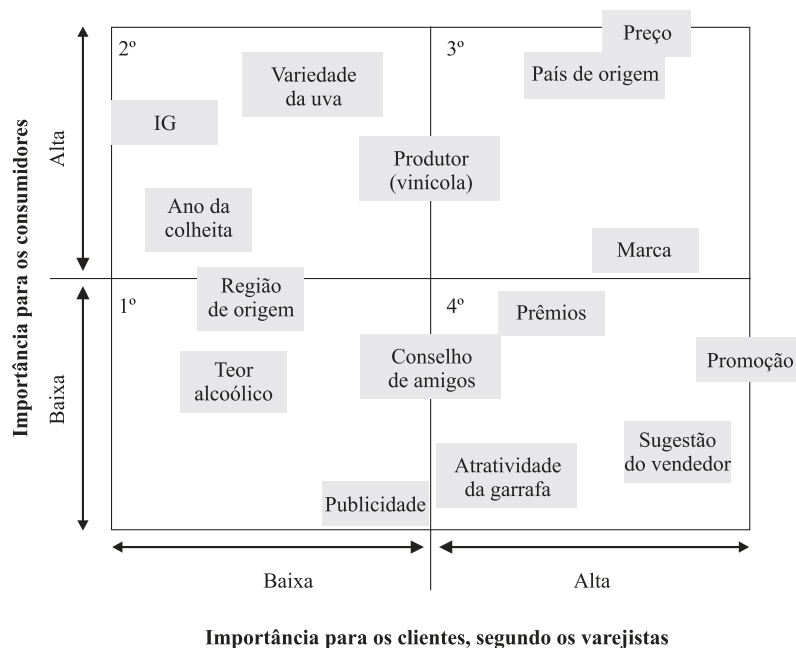 2º
3º
Preço
País de origem
Variedade
da uva
IG
Produtor
(vinícola)
Ano da
colheita
Marca
Região
de origem
1º
4º
Prêmios
Conselho
de amigos
Promoção
Teor
alcoólico
Sugestão
do vendedor
Atratividade
da garrafa
Publicidade
Alta
Baixa
Importância para os consumidores
Baixa
Alta
Importância para os clientes, segundo os varejistas